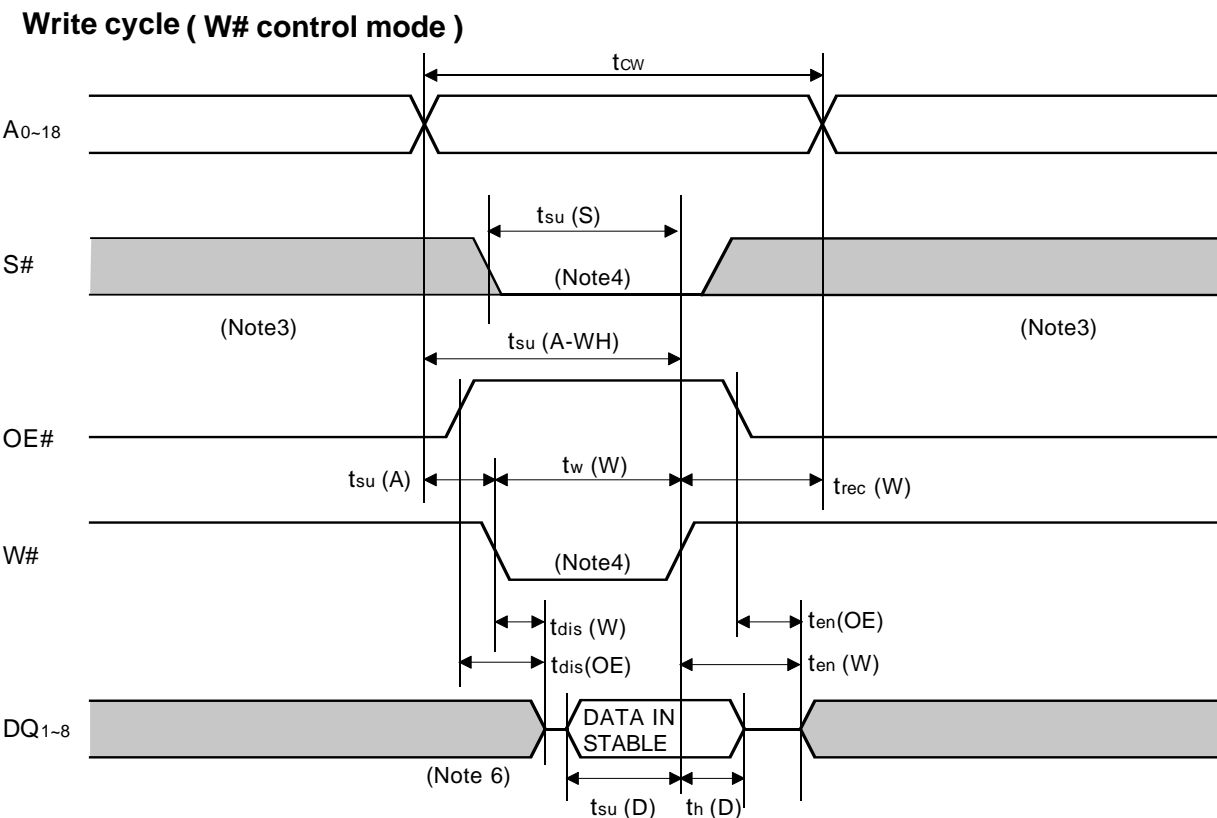 Write cycle ( W# control mode )
tCW
A0~18
tsu (S)
S#
(Note4)
(Note3)
(Note3)
tsu (A-WH)
OE#
tsu (A)
tw (W)
trec (W)
W#
(Note4)
tdis (W)
ten(OE)
tdis(OE)
ten (W)
DQ1~8
DATA IN
STABLE
(Note 6)
tsu (D)
th (D)